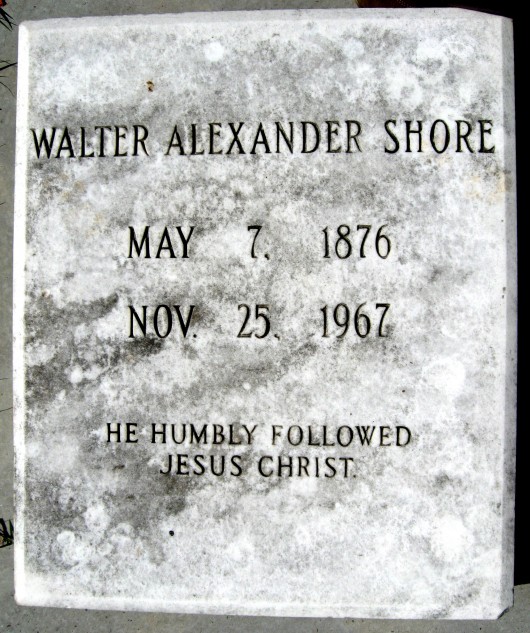 WALTER ALEXANDER SHORE
MAY 7, 1876
NOV. 25, 1967
HE HUMBLY FOLLOWED
JESUS CHRIST.